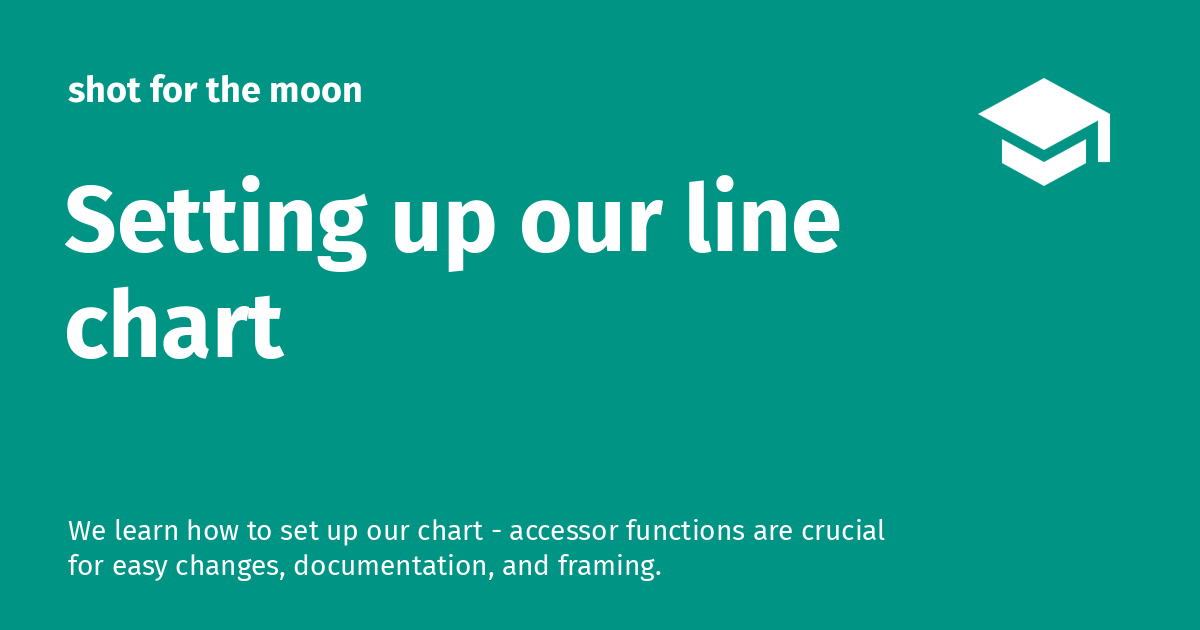 shot for the moon
Setting up our line
chart
We learn how to set up our chart - accessor functions are crucial
for easy changes, documentation, and framing.